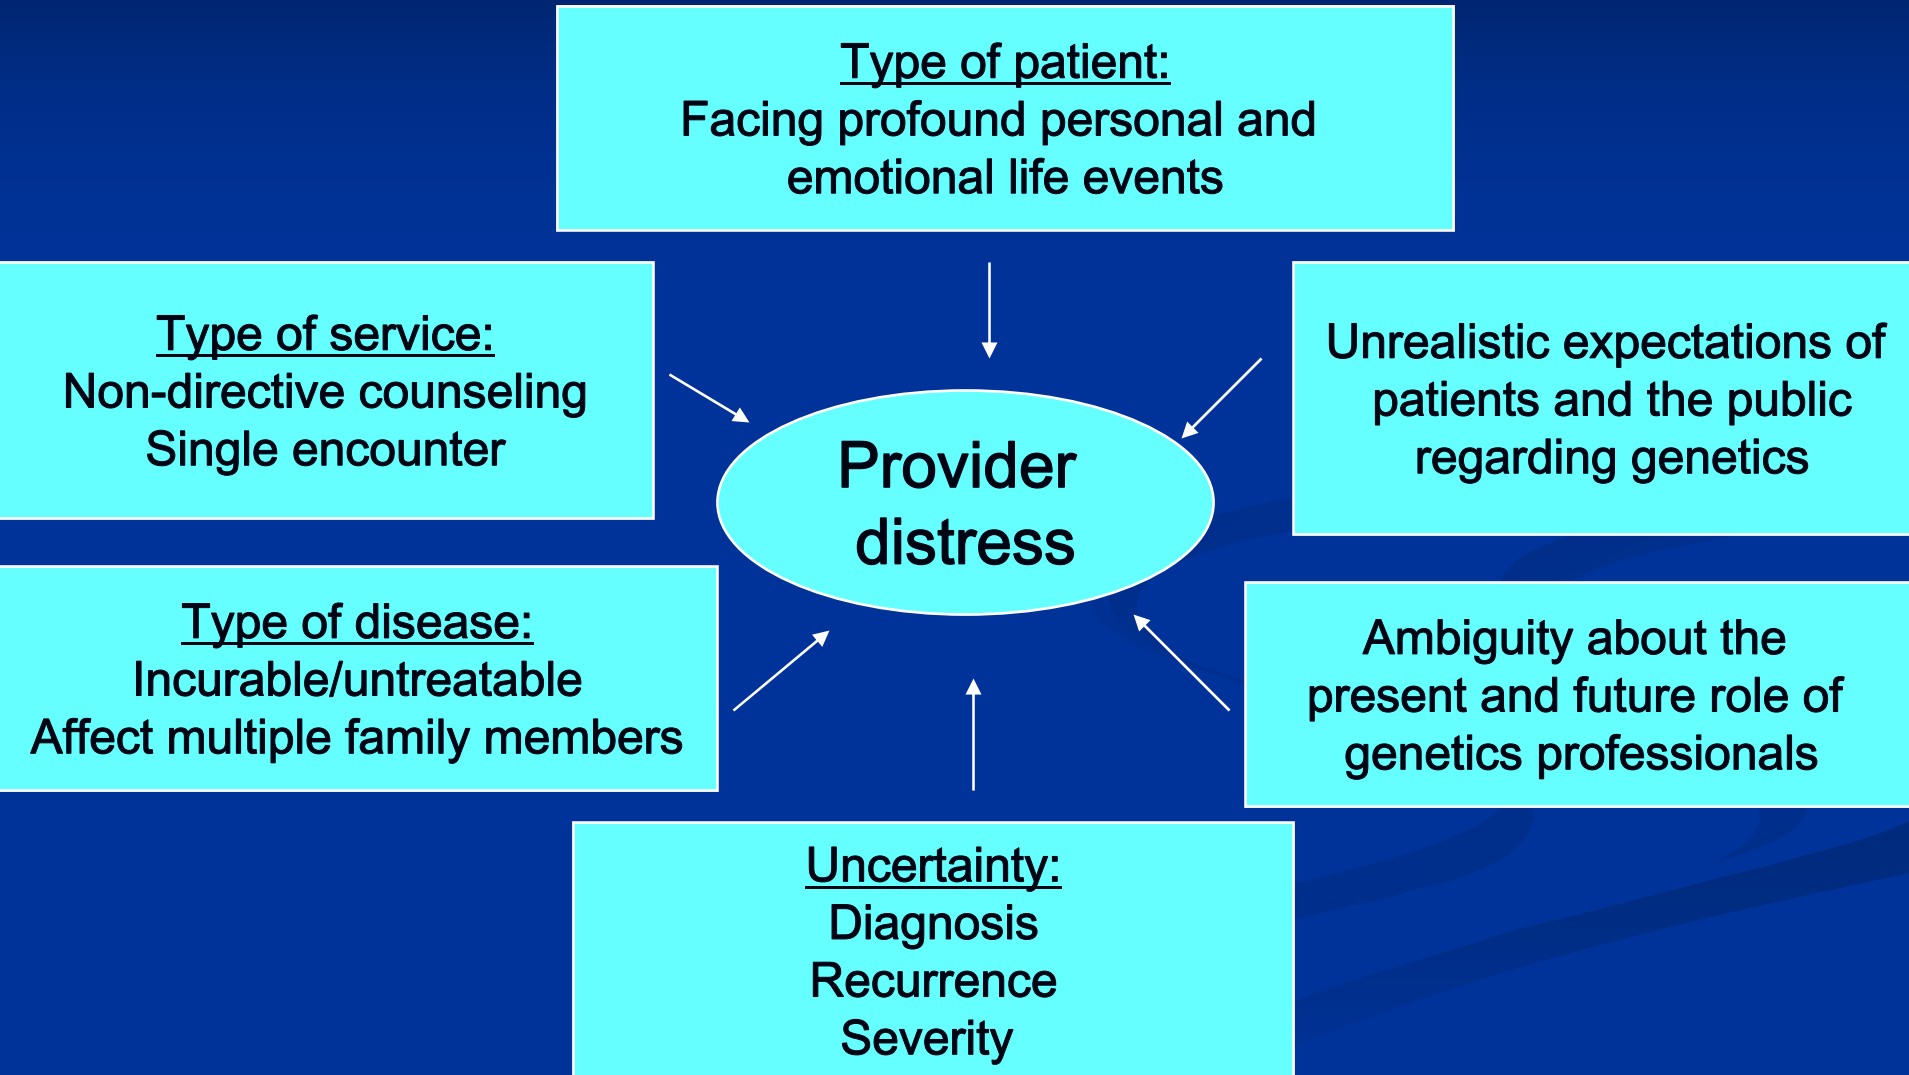 Type of patient:
Facing profound personal and
emotional life events
Type of service:
Non-directive counseling
Single encounter
Unrealistic expectations of
patients and the public
regarding genetics
Provider
distress
Type of disease:
Incurable/untreatable
Affect multiple family members
Ambiguity about the
present and future role of
genetics professionals
Uncertainty:
Diagnosis
Recurrence
Severity